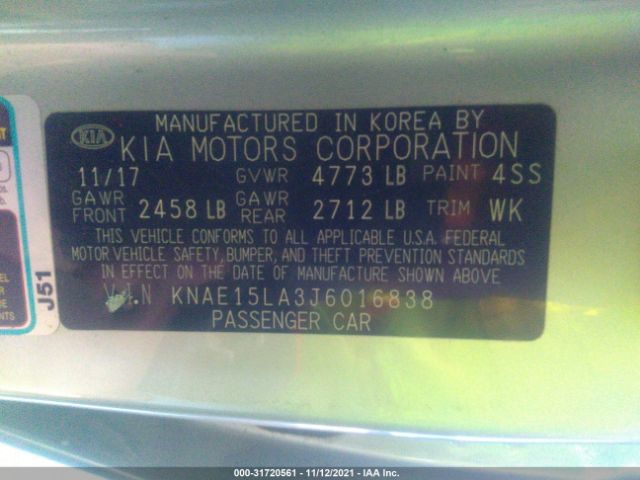 MANUFACTURED IN KOREA BY
KIA
KIA MOTORS CORPORATION
11/17 GVWR 4773 LB PAINT 4SS
GAWR FRONT 2458 LB GAWR REAR 2712 LB TRIM WK
THIS VEHICLE CONFORMS TO ALL APPLICABLE U.S.A. FEDERAL
MOTOR VEHICLE SAFETY, BUMPER, AND THEFT PREVENTION STANDARDS
IN EFFECT ON THE DATE OF MANUFACTURE SHOWN ABOVE
V.I.N KNAE15LA3J6016838
PASSENGER CAR
J51
000-31720561 - 11/12/2021 - IAA Inc.